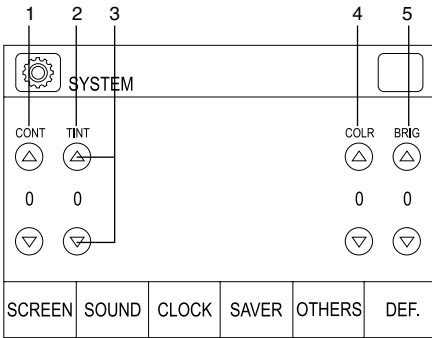 1 2 3 4 5
SYSTEM
CONT TINT COLR BRIG
0 0 0 0
SCREEN SOUND CLOCK SAVER OTHERS DEF.